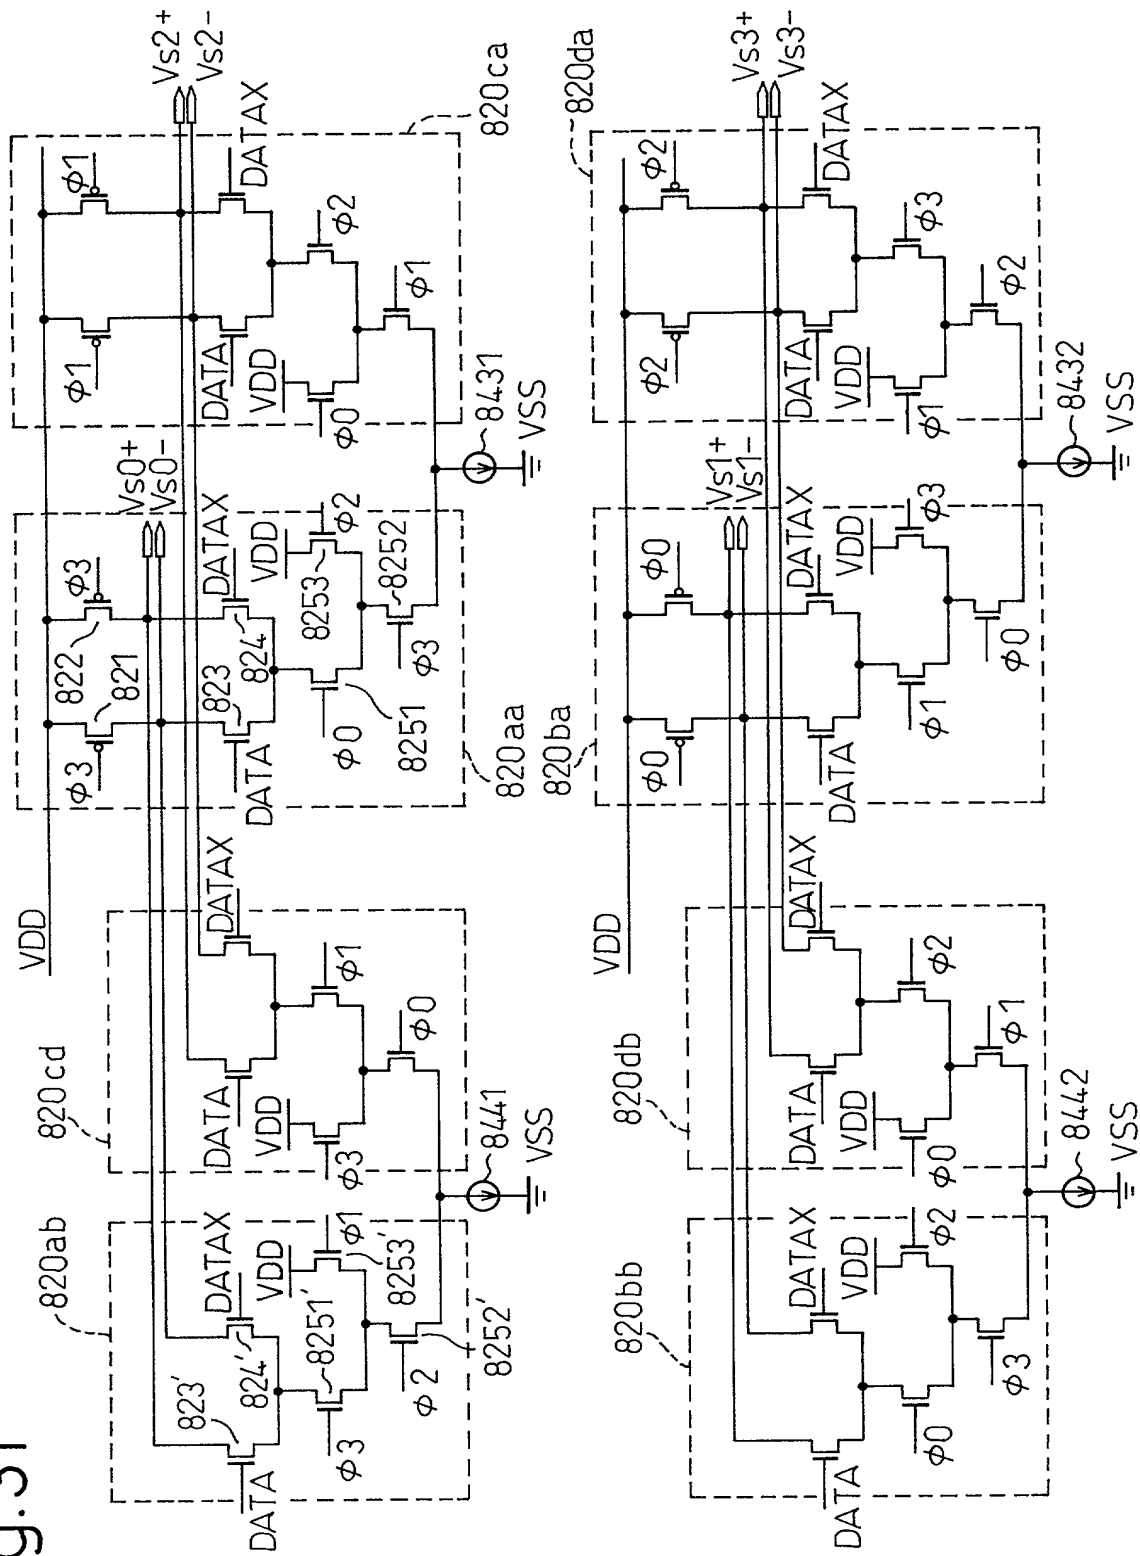 g.31
VDD
Vs0+
Vs0-
Vs2+
Vs2-
820ab
820cd
820aa
820ca
823'
824'
8251'
8252'
8253'
DATA
DATAX
VDD
φ3
φ1
φ2
DATA
DATAX
VDD
φ3
φ1
φ0
8441
VSS
φ3
φ3
821
822
823
824
DATA
DATAX
VDD
φ0
φ2
8251
8253
8252
φ3
φ1
φ1
DATA
DATAX
VDD
φ0
φ2
φ1
8431
VSS
VDD
Vs1+
Vs1-
Vs3+
Vs3-
820bb
820db
820ba
820da
DATA
DATAX
VDD
φ0
φ2
φ3
DATA
DATAX
VDD
φ0
φ2
φ1
8442
VSS
φ0
φ0
DATA
DATAX
VDD
φ1
φ3
φ0
φ2
φ2
DATA
DATAX
VDD
φ1
φ3
φ2
8432
VSS